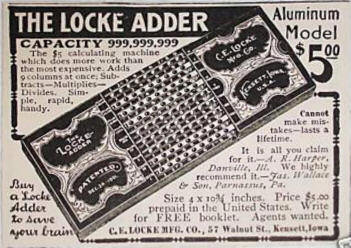 THE LOCKE ADDER
CAPACITY 999,999,999
Aluminum
Model
$5.00
The $5 calculating machine
which does more work than
the most expensive. Adds
9 columns at once; Sub-
tracts—Multiplies—
Divides. Sim-
ple, rapid,
handy.
C. E. LOCKE
MFG. CO.
KENSETT, IOWA
U.S.A.
THE
LOCKE
ADDER
PATENTED
DEC. 24
Cannot
make mis-
takes—lasts a
lifetime.
It is all you claim
for it.—A. R. Harper,
Danville, Ill. We highly
recommend it.—Jas. Wallace
& Son, Parnassus, Pa.
Buy
a Locke
Adder
to save
your brain
Size 4 x 10¾ inches. Price $5.00
prepaid in the United States. Write
for FREE booklet. Agents wanted.
C. E. LOCKE MFG. CO., 57 Walnut St., Kensett, Iowa